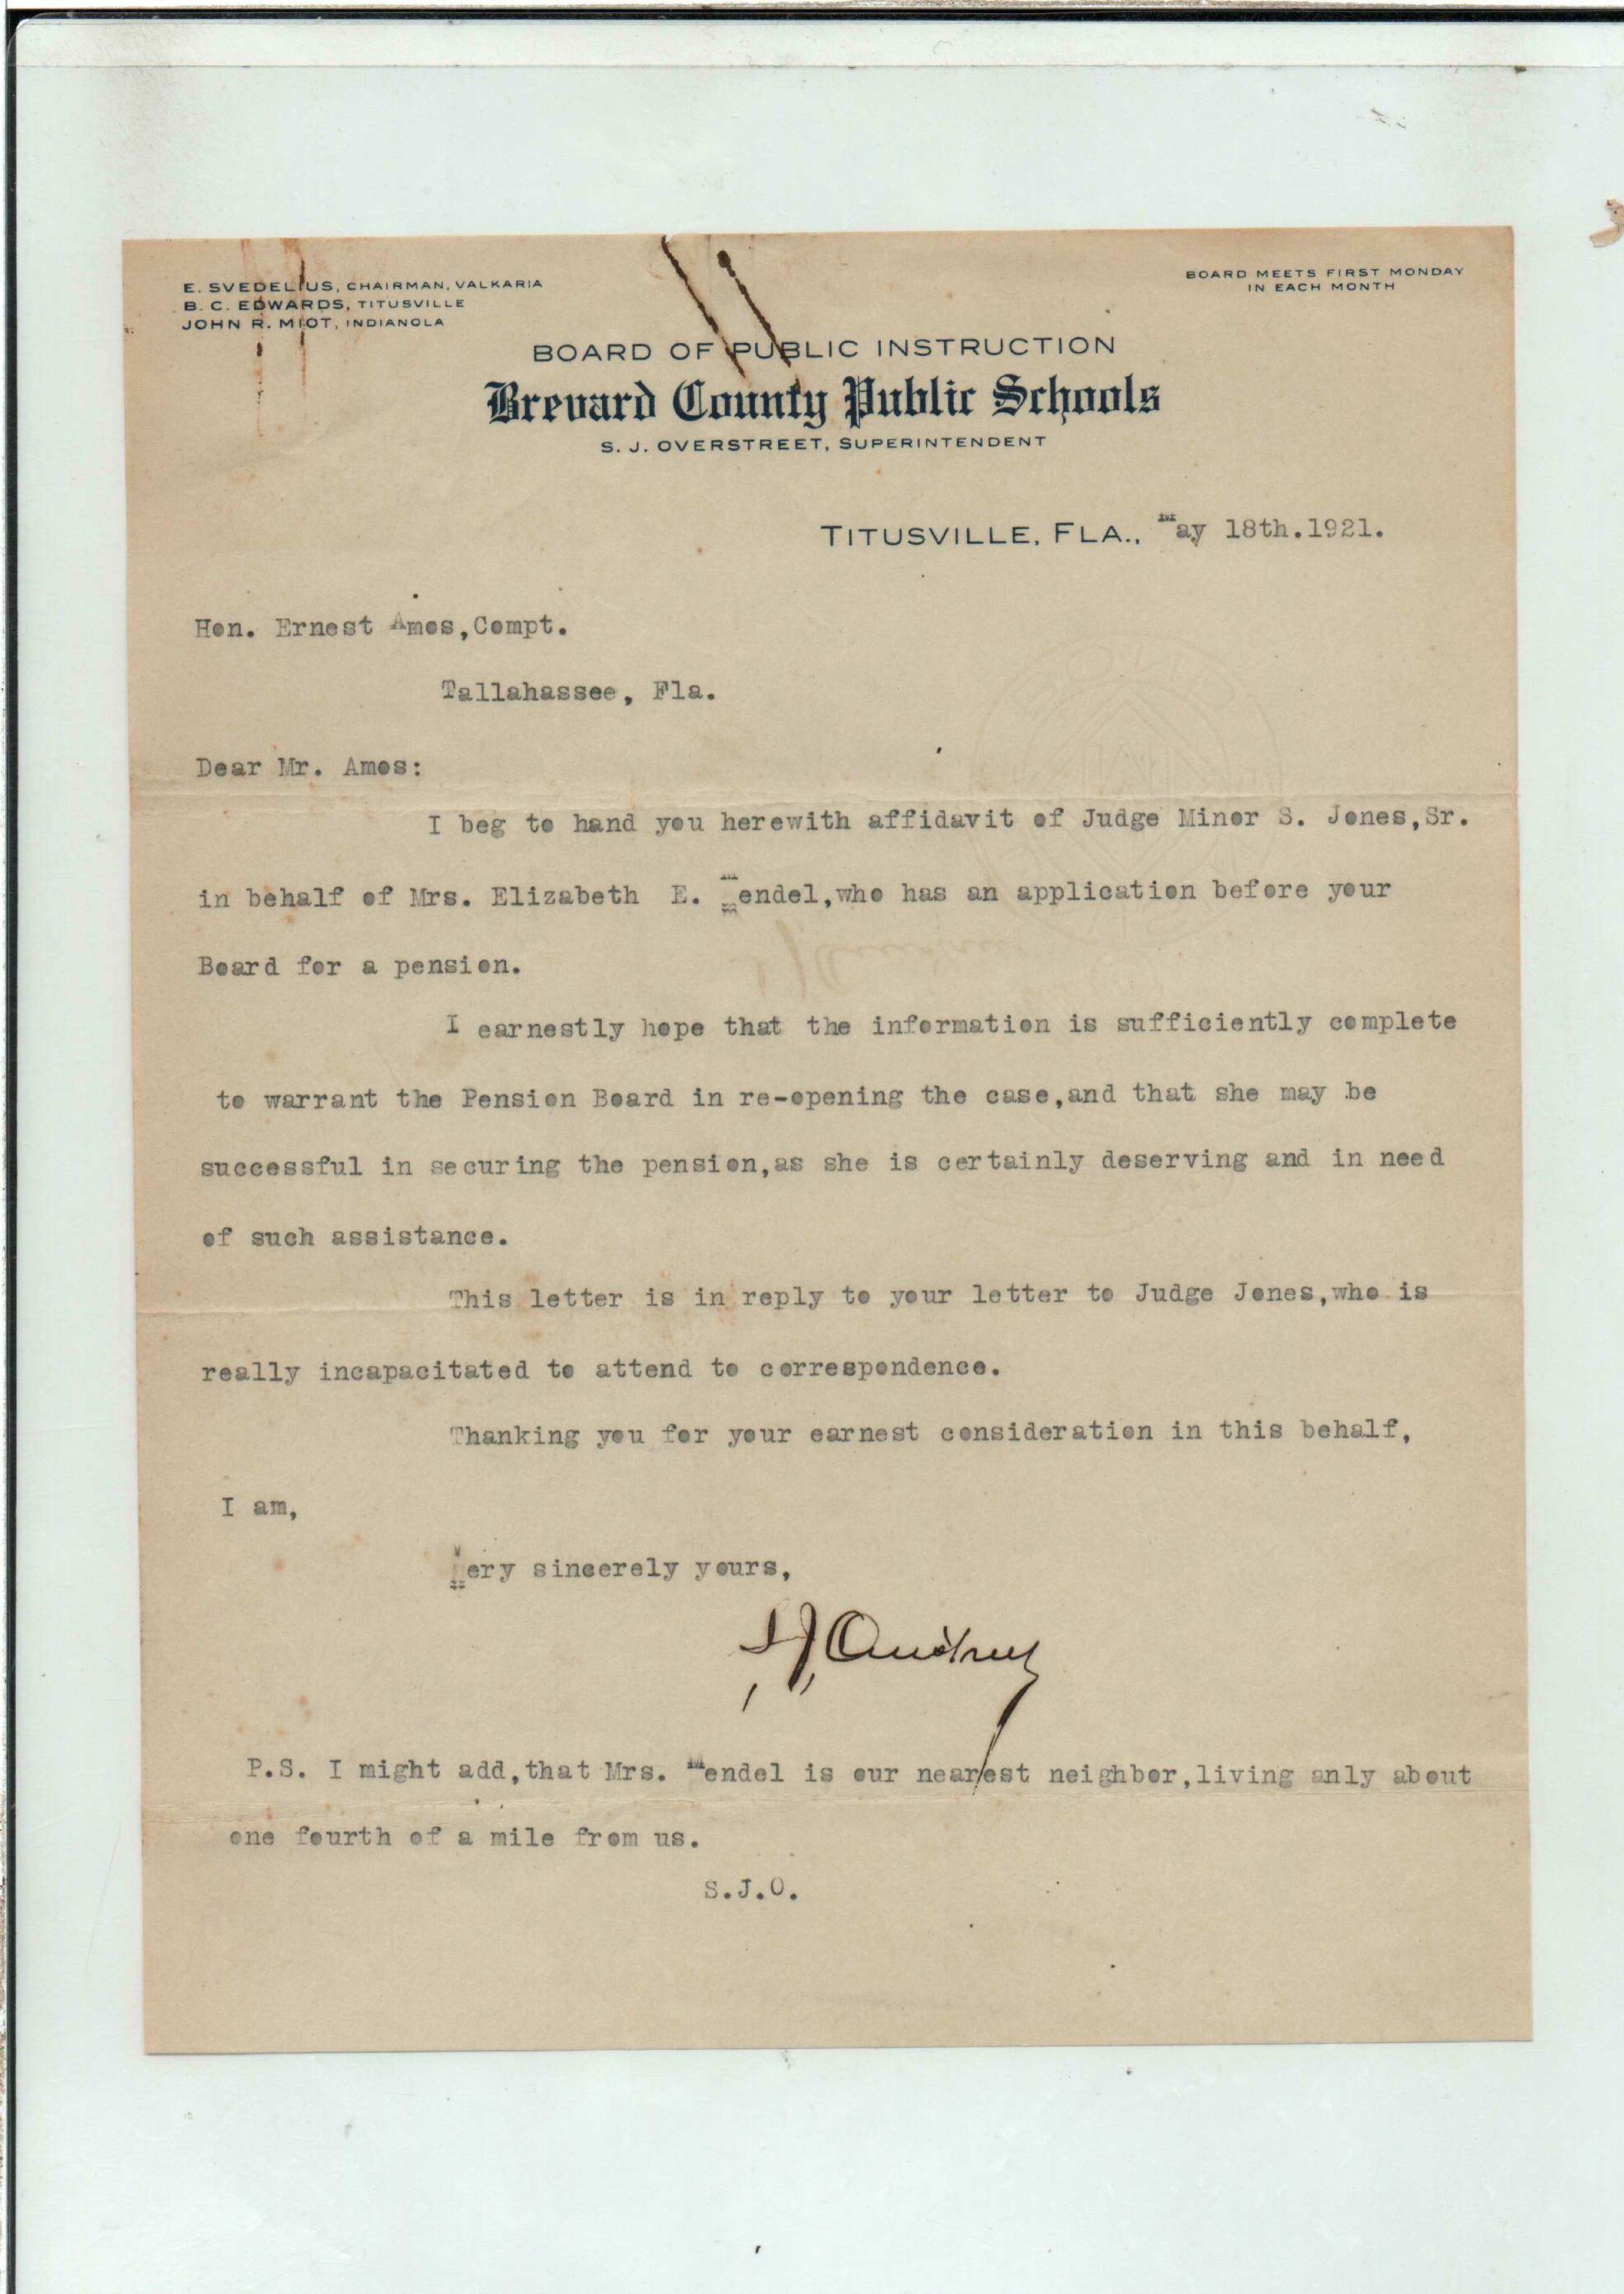 E. SVEDELIUS, CHAIRMAN, VALKARIA
B. C. EDWARDS, TITUSVILLE
JOHN R. MIOT, INDIANOLA
BOARD MEETS FIRST MONDAY
IN EACH MONTH
BOARD OF PUBLIC INSTRUCTION
Brevard County Public Schools
S. J. OVERSTREET, SUPERINTENDENT
TITUSVILLE, FLA., May 18th.1921.
Hon. Ernest Amos,Compt.
Tallahassee, Fla.
Dear Mr. Amos:
I beg to hand you herewith affidavit of Judge Minor S. Jones,Sr.
in behalf of Mrs. Elizabeth E. Mendel,who has an application before your
Board for a pension.
I earnestly hope that the information is sufficiently complete
to warrant the Pension Board in re-opening the case,and that she may be
successful in securing the pension,as she is certainly deserving and in need
of such assistance.
This letter is in reply to your letter to Judge Jones,who is
really incapacitated to attend to correspondence.
Thanking you for your earnest consideration in this behalf,
I am,
Very sincerely yours,
S. J. Overstreet
P.S. I might add,that Mrs. Mendel is our nearest neighbor,living anly about
one fourth of a mile from us.
S.J.O.